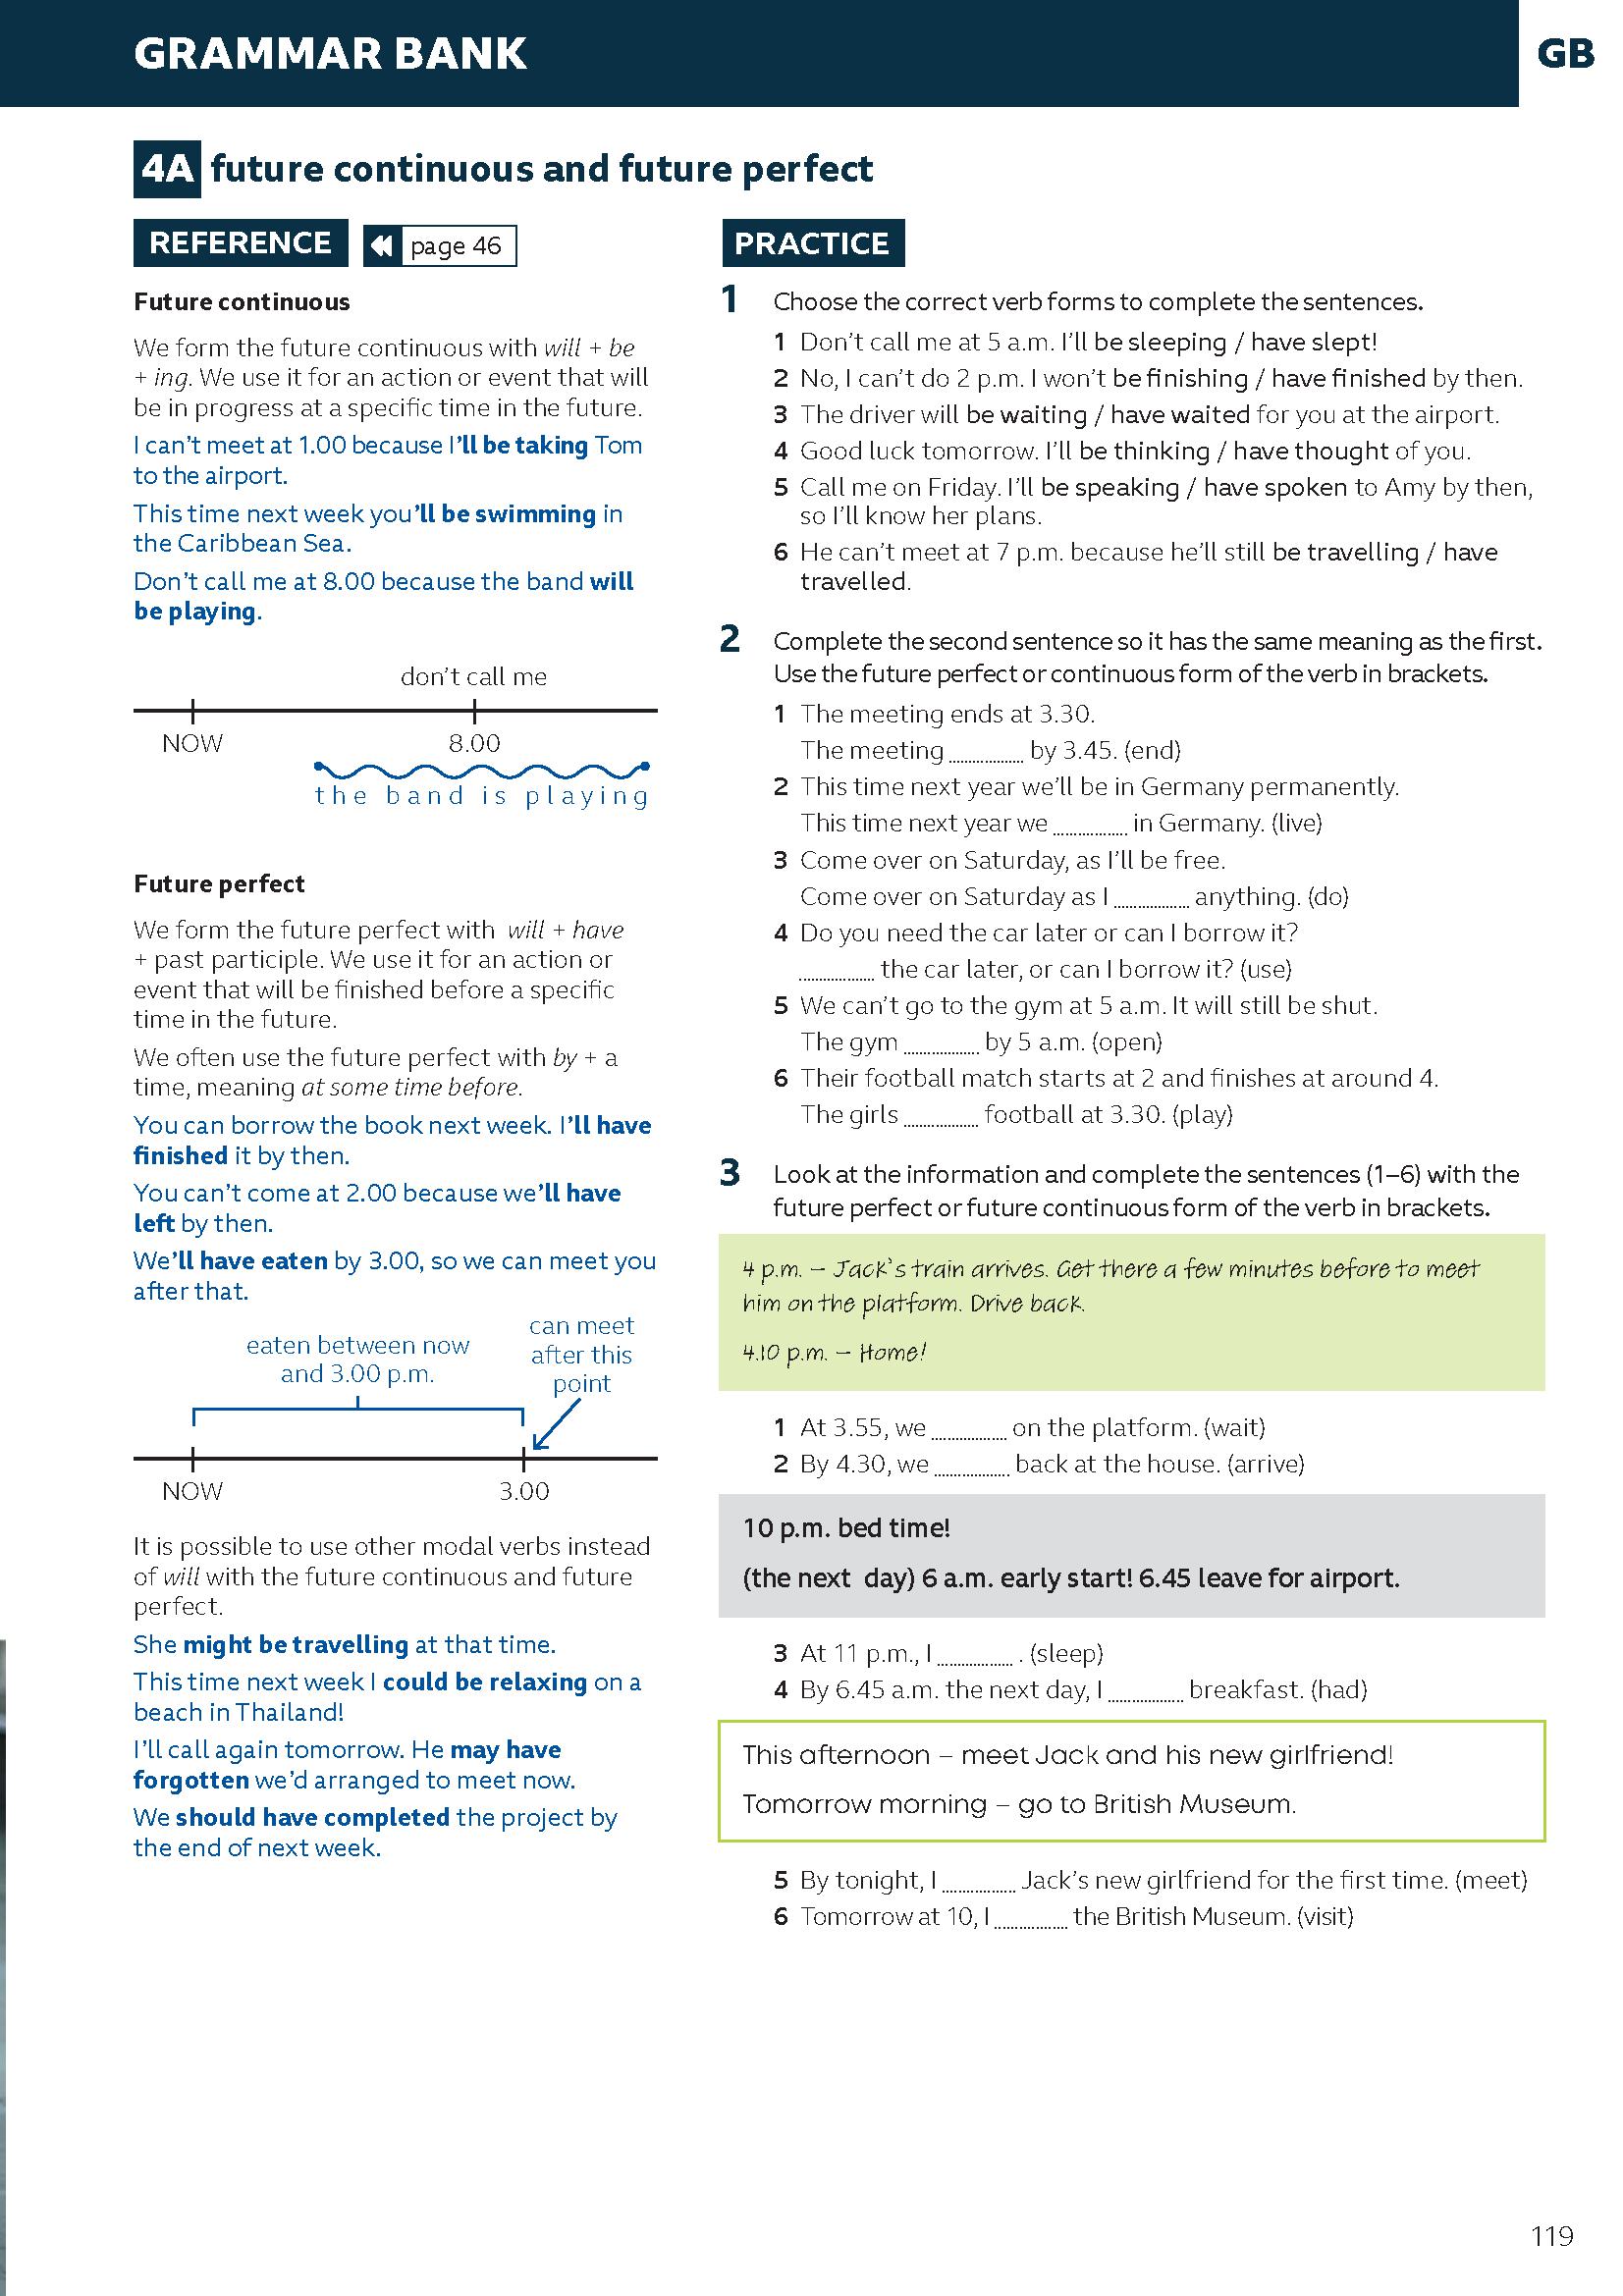 GRAMMAR BANK
GB
4A future continuous and future perfect
REFERENCE
page 46
Future continuous
We form the future continuous with will + be
+ ing. We use it for an action or event that will
be in progress at a specific time in the future.
I can't meet at 1.00 because I'll be taking Tom
to the airport.
This time next week you'll be swimming in
the Caribbean Sea.
Don't call me at 8.00 because the band will
be playing.
don't call me
NOW
8.00
the band is playing
Future perfect
We form the future perfect with will + have
+ past participle. We use it for an action or
event that will be finished before a specific
time in the future.
We often use the future perfect with by + a
time, meaning at some time before.
You can borrow the book next week. I'll have
finished it by then.
You can't come at 2.00 because we'll have
left by then.
We'll have eaten by 3.00, so we can meet you
after that.
eaten between now
and 3.00 p.m.
can meet
after this
point
NOW
3.00
It is possible to use other modal verbs instead
of will with the future continuous and future
perfect.
She might be travelling at that time.
This time next week I could be relaxing on a
beach in Thailand!
I'll call again tomorrow. He may have
forgotten we'd arranged to meet now.
We should have completed the project by
the end of next week.
PRACTICE
1 Choose the correct verb forms to complete the sentences.
1 Don't call me at 5 a.m. I'll be sleeping / have slept!
2 No, I can't do 2 p.m. I won't be finishing / have finished by then.
3 The driver will be waiting / have waited for you at the airport.
4 Good luck tomorrow. I'll be thinking / have thought of you.
5 Call me on Friday. I'll be speaking / have spoken to Amy by then,
so I'll know her plans.
6 He can't meet at 7 p.m. because he'll still be travelling / have
travelled.
2 Complete the second sentence so it has the same meaning as the first.
Use the future perfect or continuous form of the verb in brackets.
1 The meeting ends at 3.30.
The meeting .................. by 3.45. (end)
2 This time next year we'll be in Germany permanently.
This time next year we .................. in Germany. (live)
3 Come over on Saturday, as I'll be free.
Come over on Saturday as I .................. anything. (do)
4 Do you need the car later or can I borrow it?
.................. the car later, or can I borrow it? (use)
5 We can't go to the gym at 5 a.m. It will still be shut.
The gym .................. by 5 a.m. (open)
6 Their football match starts at 2 and finishes at around 4.
The girls .................. football at 3.30. (play)
3 Look at the information and complete the sentences (1–6) with the
future perfect or future continuous form of the verb in brackets.
4 p.m. – Jack's train arrives. Get there a few minutes before to meet
him on the platform. Drive back.
4.10 p.m. – Home!
1 At 3.55, we .................. on the platform. (wait)
2 By 4.30, we .................. back at the house. (arrive)
10 p.m. bed time!
(the next day) 6 a.m. early start! 6.45 leave for airport.
3 At 11 p.m., I .................. . (sleep)
4 By 6.45 a.m. the next day, I .................. breakfast. (had)
This afternoon – meet Jack and his new girlfriend!
Tomorrow morning – go to British Museum.
5 By tonight, I .................. Jack's new girlfriend for the first time. (meet)
6 Tomorrow at 10, I .................. the British Museum. (visit)
119